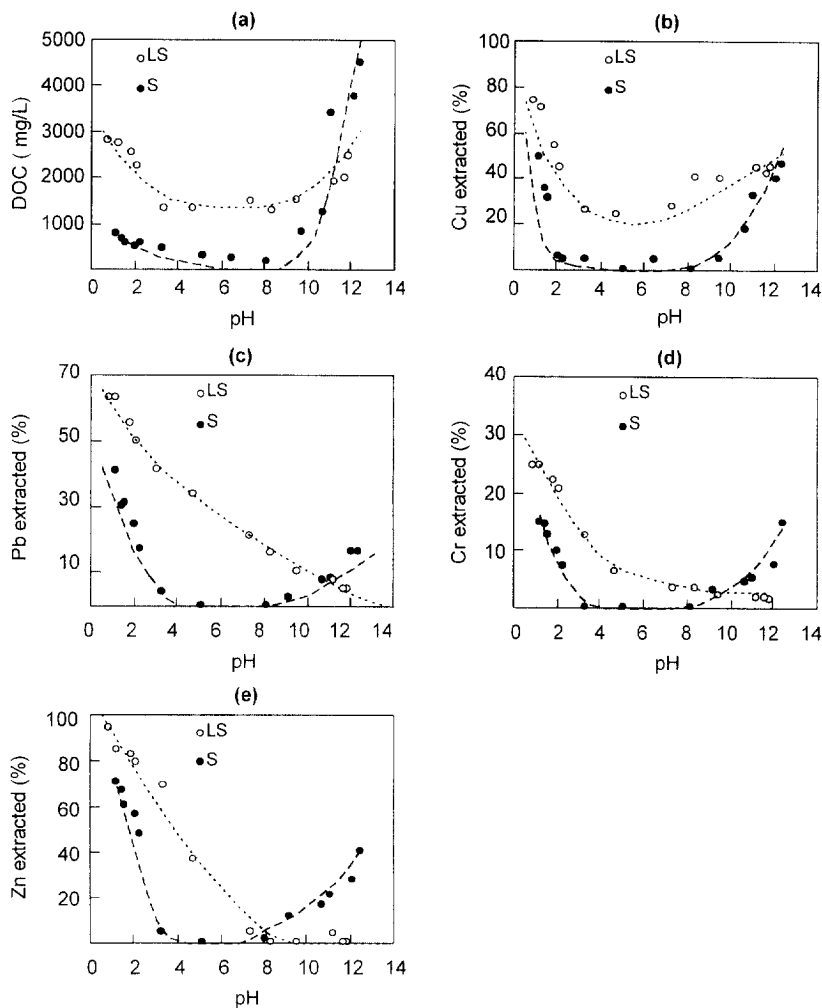 (a)
DOC ( mg/L)
5000
4000
3000
2000
1000
LS
S
0 2 4 6 8 10 12 14
pH
(b)
Cu extracted (%)
100
80
60
40
20
LS
S
0 2 4 6 8 10 12 14
pH
(c)
Pb extracted (%)
70
50
30
10
LS
S
0 2 4 6 8 10 12 14
pH
(d)
Cr extracted (%)
40
30
20
10
LS
S
0 2 4 6 8 10 12 14
pH
(e)
Zn extracted (%)
100
80
60
40
20
LS
S
0 2 4 6 8 10 12 14
pH